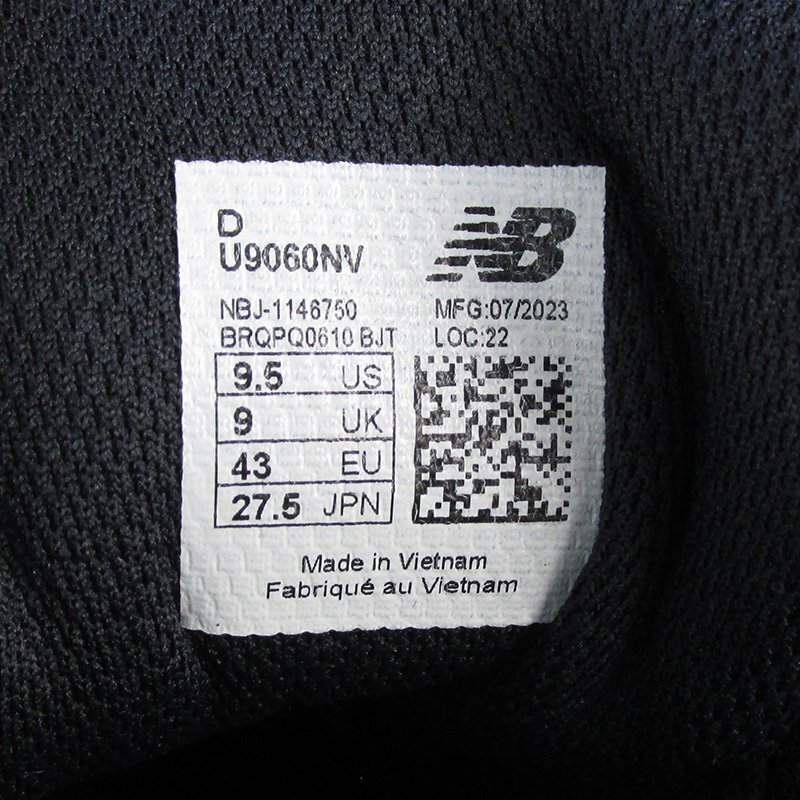 D
U9060NV
NB
NBJ-1146750
MFG:07/2023
BRQPQ0610 BJT
LOC:22
9.5 US
9 UK
43 EU
27.5 JPN
Made in Vietnam
Fabriqué au Vietnam